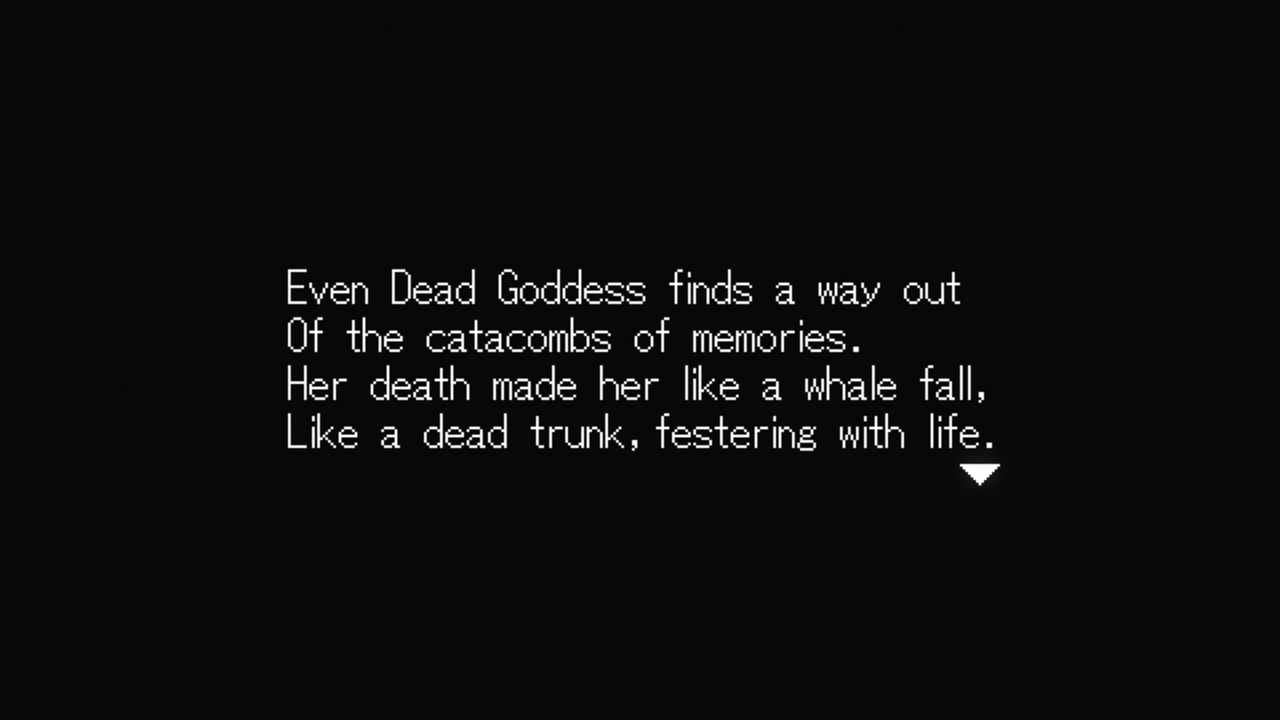 Even Dead Goddess finds a way out
Of the catacombs of memories.
Her death made her like a whale fall,
Like a dead trunk, festering with life.